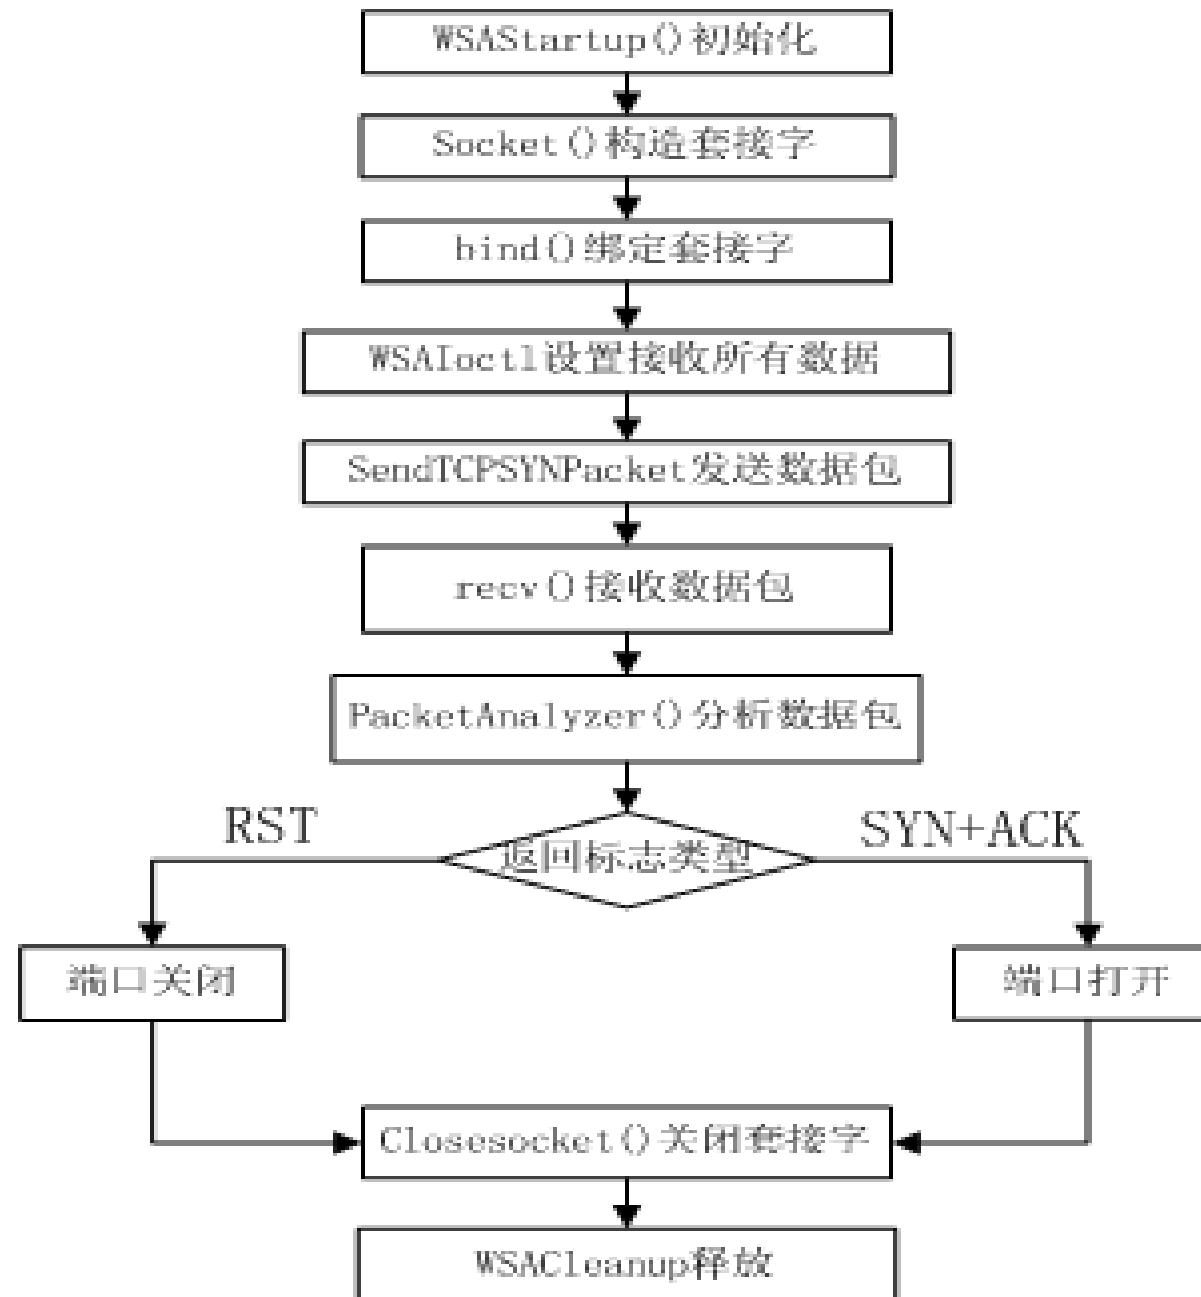 WSAStartup()初始化
Socket()构造套接字
bind()绑定套接字
WSAIoctl设置接收所有数据
SendTCPSYNPacket发送数据包
recv()接收数据包
PacketAnalyzer()分析数据包
RST
SYN+ACK
返回标志类型
端口关闭
端口打开
Closesocket()关闭套接字
WSACleanup释放